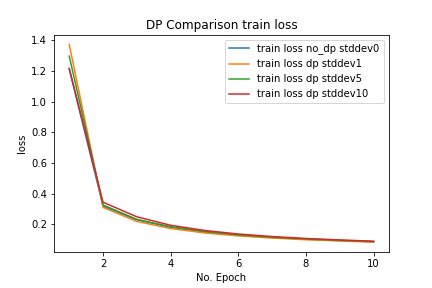 DP Comparison train loss
train loss no_dp stddev0
train loss dp stddev1
train loss dp stddev5
train loss dp stddev10
1.4
1.2
1.0
0.8
0.6
0.4
0.2
loss
2 4 6 8 10
No. Epoch